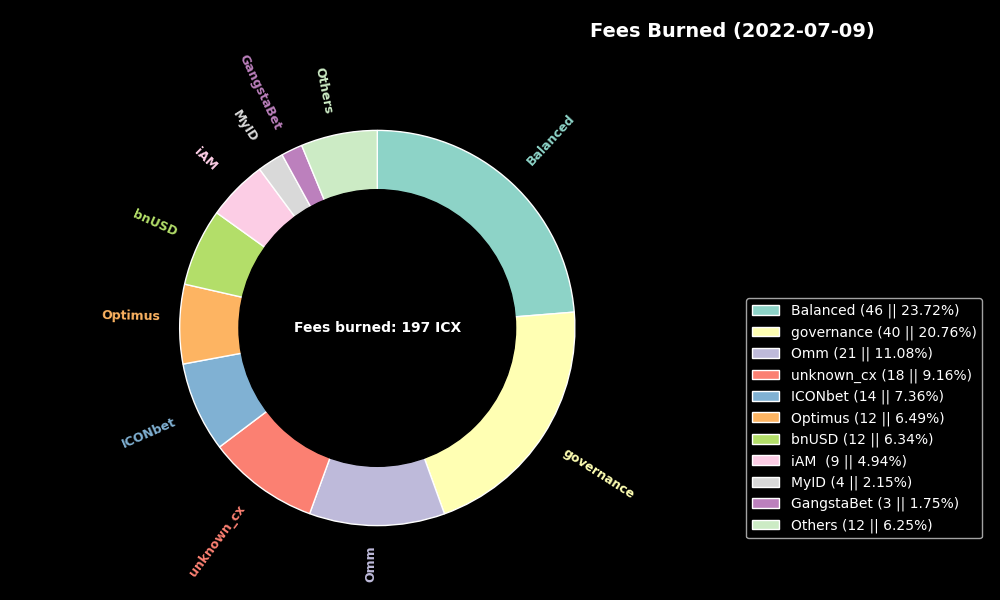 Fees Burned (2022-07-09)
Others
GangstaBet
MyID
iAM
bnUSD
Optimus
ICONbet
unknown_cx
Omm
governance
Balanced
Fees burned: 197 ICX
Balanced (46 || 23.72%)
governance (40 || 20.76%)
Omm (21 || 11.08%)
unknown_cx (18 || 9.16%)
ICONbet (14 || 7.36%)
Optimus (12 || 6.49%)
bnUSD (12 || 6.34%)
iAM  (9 || 4.94%)
MyID (4 || 2.15%)
GangstaBet (3 || 1.75%)
Others (12 || 6.25%)